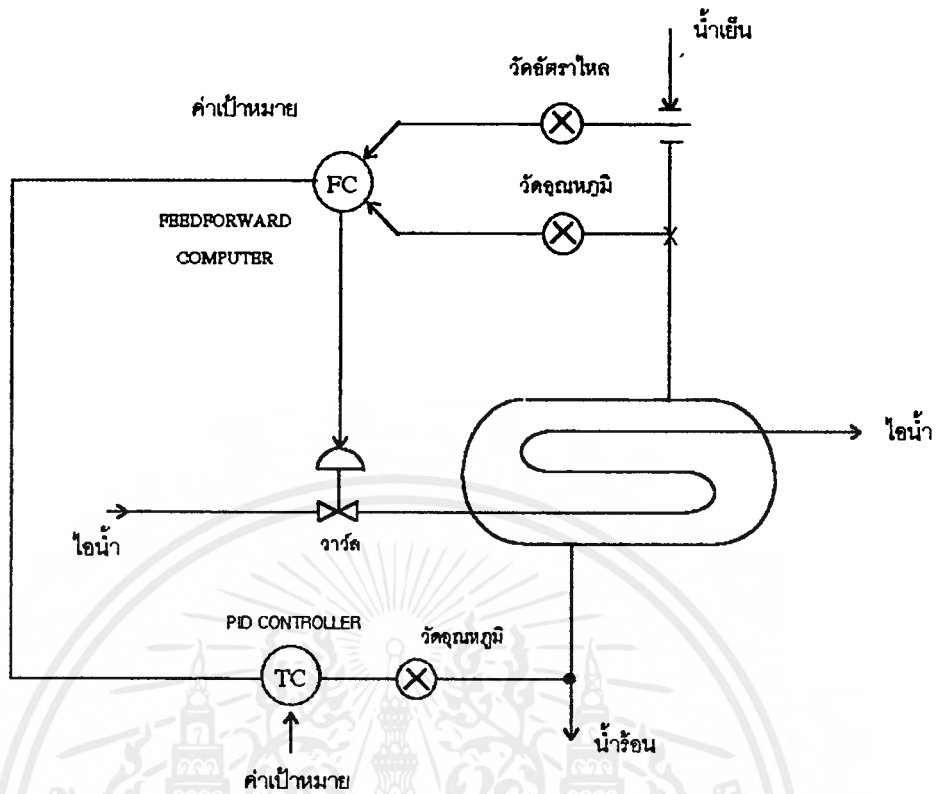 น้ำเย็น
วัดอัตราไหล
ค่าเป้าหมาย
FC
วัดอุณหภูมิ
FEEDFORWARD
COMPUTER
ไอน้ำ
ไอน้ำ
วาว์ล
PID CONTROLLER
วัดอุณหภูมิ
TC
น้ำร้อน
ค่าเป้าหมาย